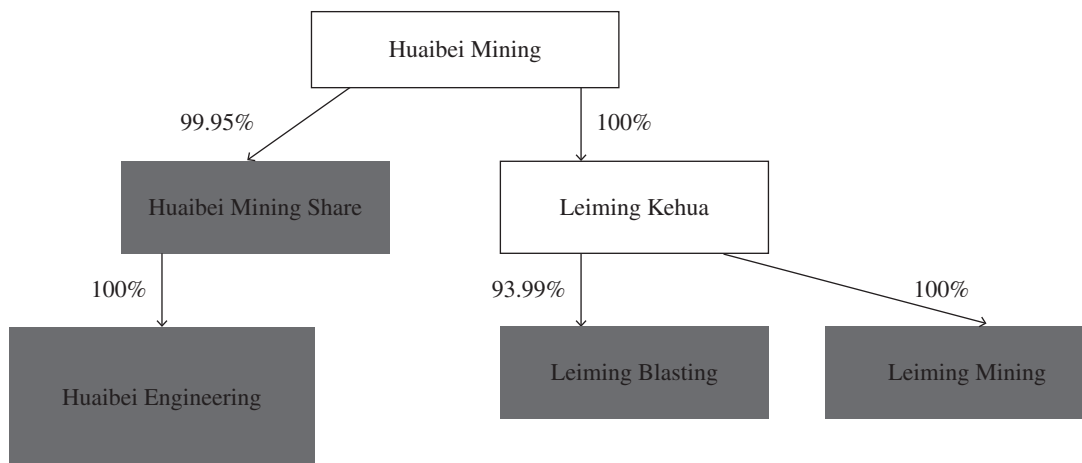 Huaibei Mining
99.95%
100%
Huaibei Mining Share
Leiming Kehua
100%
93.99%
100%
Huaibei Engineering
Leiming Blasting
Leiming Mining